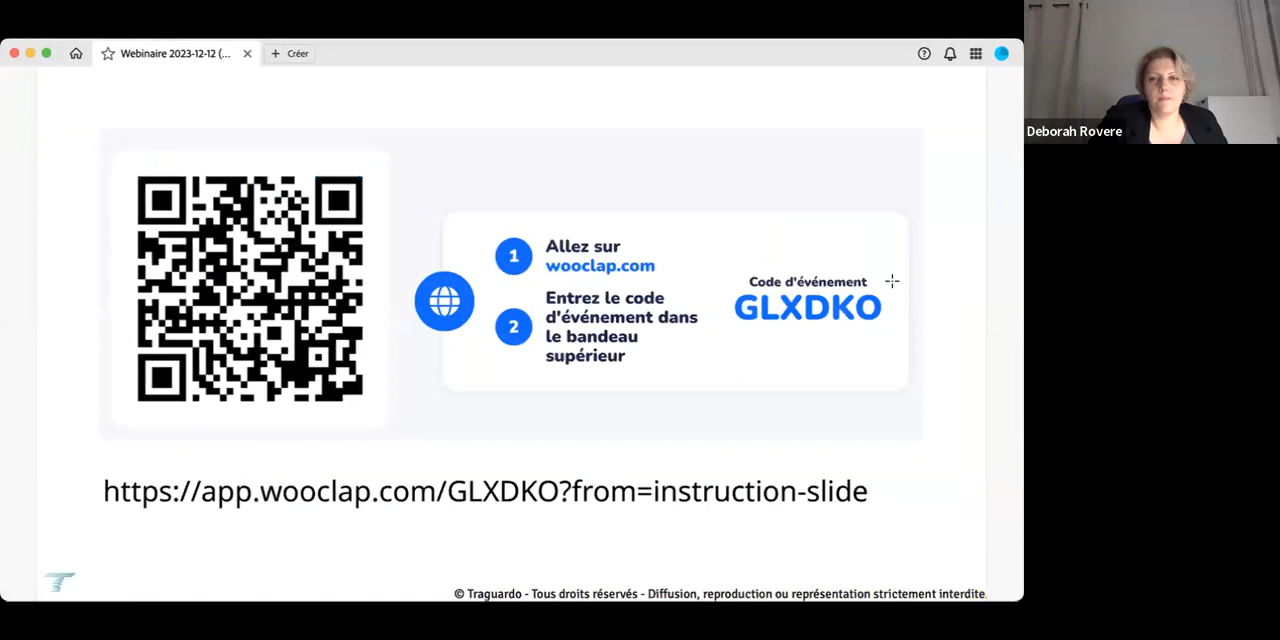 Webinaire 2023-12-12 (...
Créer
Deborah Rovere
1
Allez sur
wooclap.com
2
Entrez le code
d'événement dans
le bandeau
supérieur
Code d'événement
GLXDKO
https://app.wooclap.com/GLXDKO?from=instruction-slide
T
© Traguardo - Tous droits réservés - Diffusion, reproduction ou représentation strictement interdite